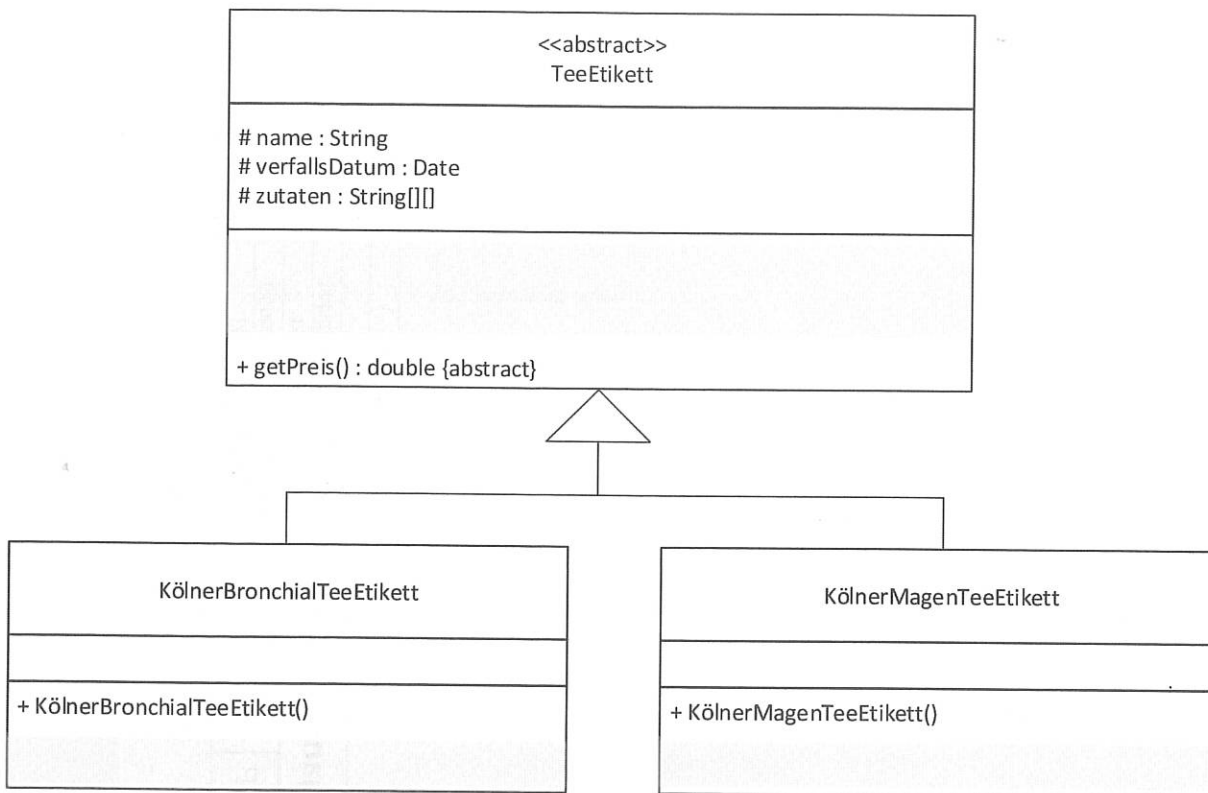 <<abstract>>
TeeEtikett
# name : String
# verfallsDatum : Date
# zutaten : String[][]
+ getPreis() : double {abstract}
KölnerBronchialTeeEtikett
+ KölnerBronchialTeeEtikett()
KölnerMagenTeeEtikett
+ KölnerMagenTeeEtikett()